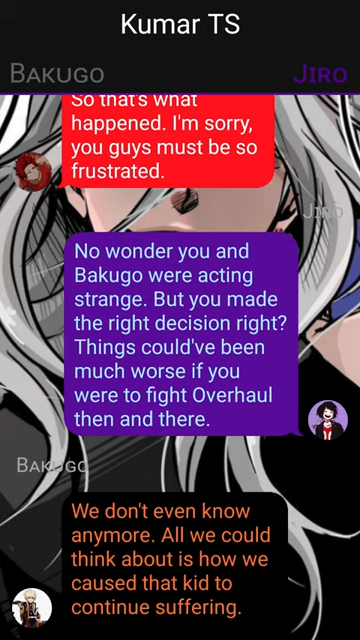 Kumar TS
BAKUGO
JIRO
So that's what
happened. I'm sorry,
you guys must be so
frustrated.
JIRO
No wonder you and
Bakugo were acting
strange. But you made
the right decision right?
Things could've been
much worse if you
were to fight Overhaul
then and there.
BAKUGO
We don't even know
anymore. All we could
think about is how we
caused that kid to
continue suffering.